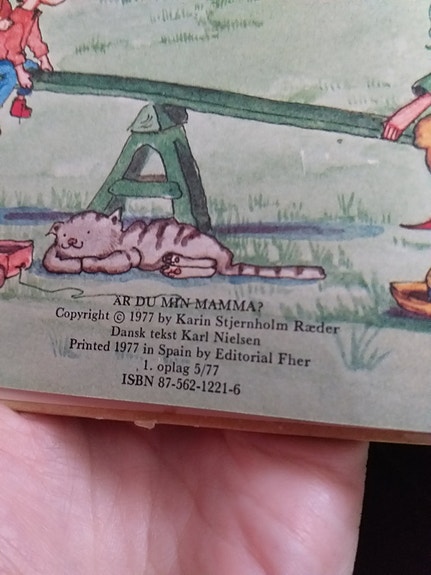 ÄR DU MIN MAMMA?
Copyright © 1977 by Karin Stjernholm Ræder
Dansk tekst Karl Nielsen
Printed 1977 in Spain by Editorial Fher
1. oplag 5/77
ISBN 87-562-1221-6